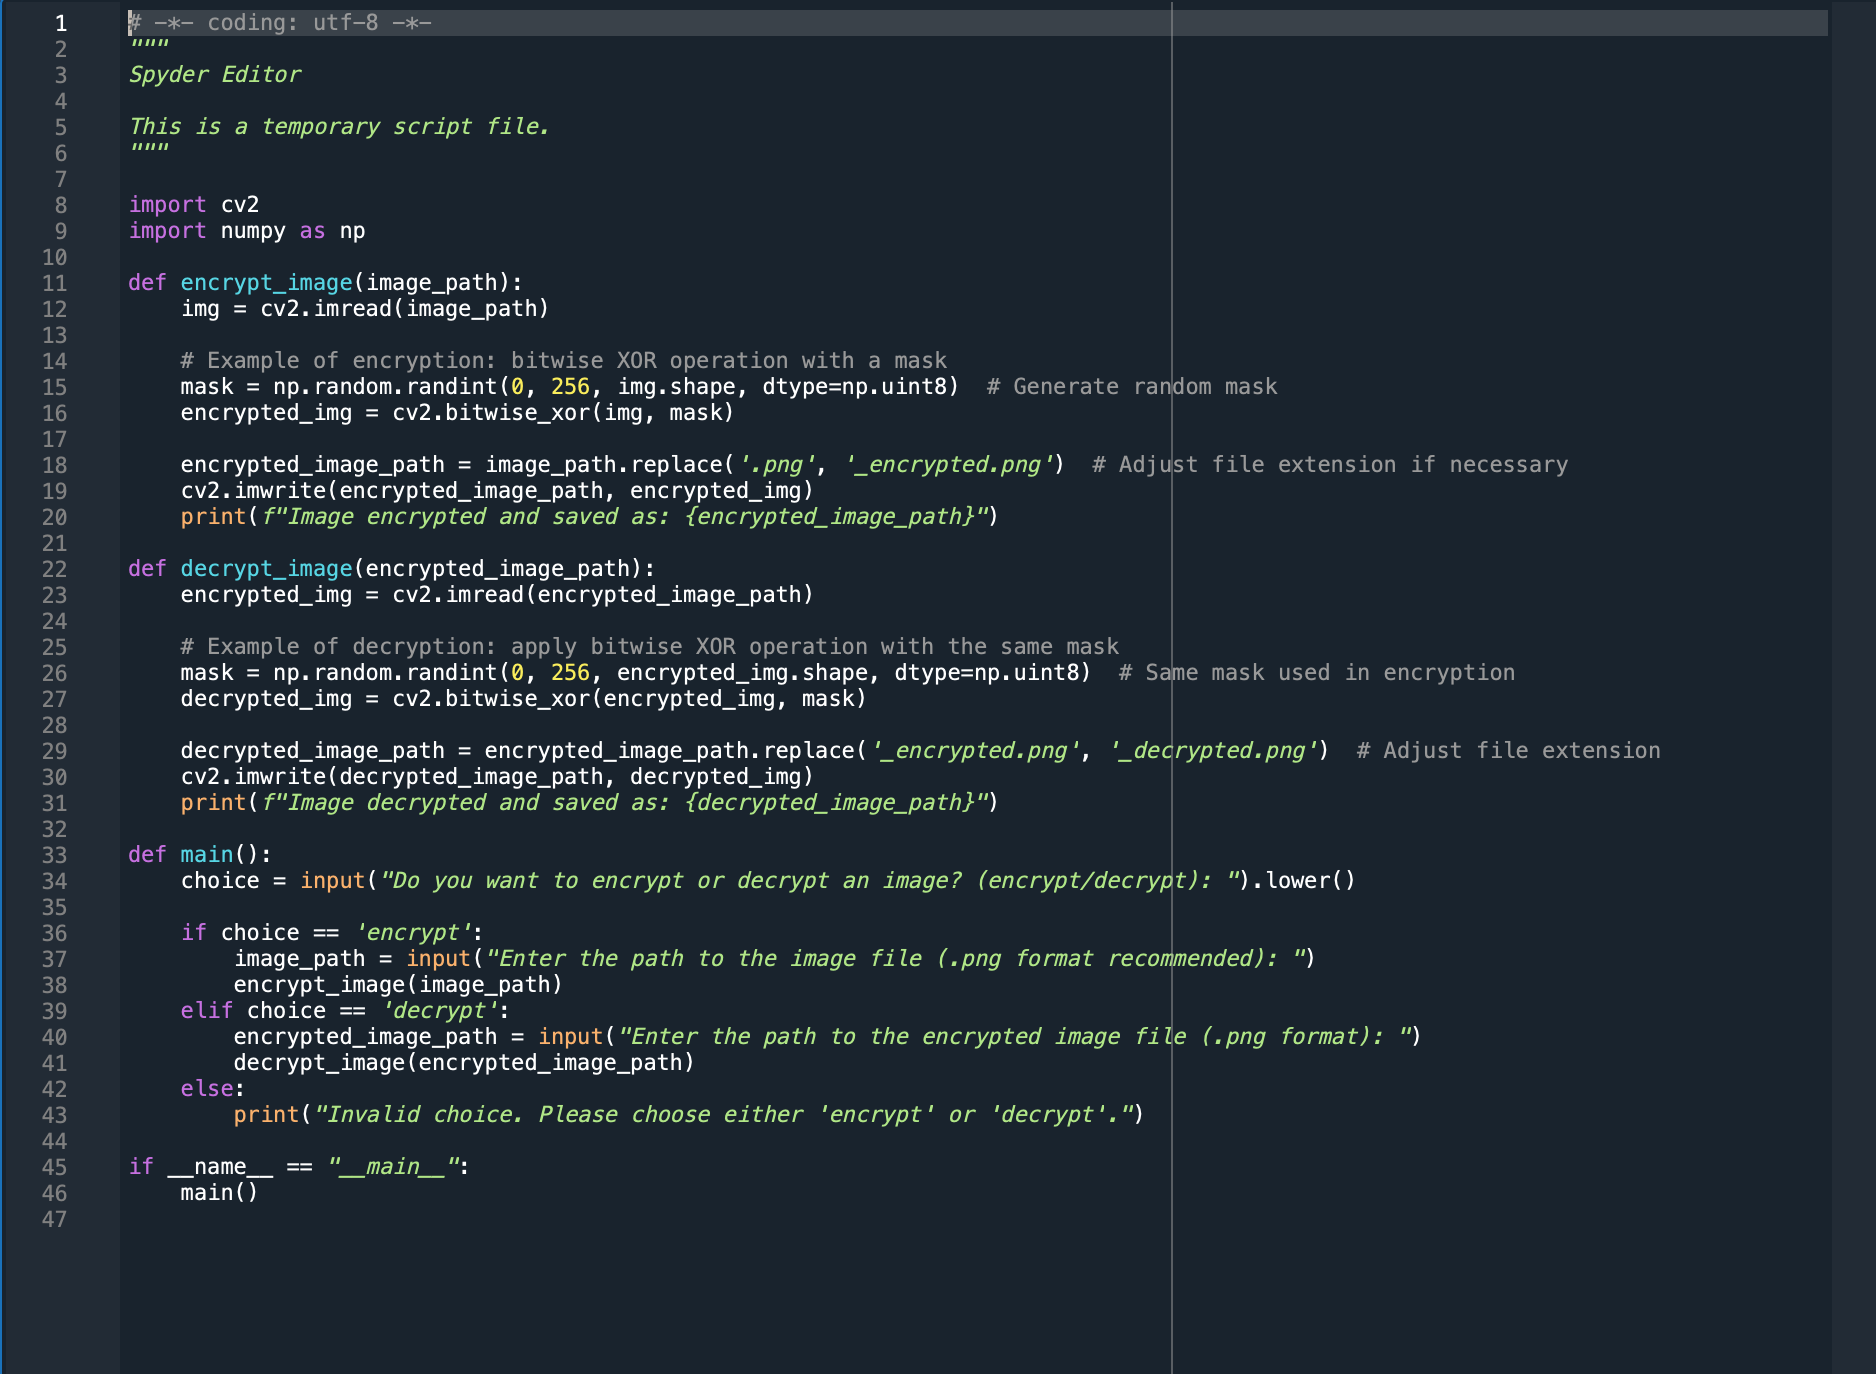 1 # -*- coding: utf-8 -*-
2 """
3 Spyder Editor
4
5 This is a temporary script file.
6 """
7
8 import cv2
9 import numpy as np
10
11 def encrypt_image(image_path):
12     img = cv2.imread(image_path)
13
14     # Example of encryption: bitwise XOR operation with a mask
15     mask = np.random.randint(0, 256, img.shape, dtype=np.uint8)  # Generate random mask
16     encrypted_img = cv2.bitwise_xor(img, mask)
17
18     encrypted_image_path = image_path.replace('.png', '_encrypted.png')  # Adjust file extension if necessary
19     cv2.imwrite(encrypted_image_path, encrypted_img)
20     print(f"Image encrypted and saved as: {encrypted_image_path}")
21
22 def decrypt_image(encrypted_image_path):
23     encrypted_img = cv2.imread(encrypted_image_path)
24
25     # Example of decryption: apply bitwise XOR operation with the same mask
26     mask = np.random.randint(0, 256, encrypted_img.shape, dtype=np.uint8)  # Same mask used in encryption
27     decrypted_img = cv2.bitwise_xor(encrypted_img, mask)
28
29     decrypted_image_path = encrypted_image_path.replace('_encrypted.png', '_decrypted.png')  # Adjust file extension
30     cv2.imwrite(decrypted_image_path, decrypted_img)
31     print(f"Image decrypted and saved as: {decrypted_image_path}")
32
33 def main():
34     choice = input("Do you want to encrypt or decrypt an image? (encrypt/decrypt): ").lower()
35
36     if choice == 'encrypt':
37         image_path = input("Enter the path to the image file (.png format recommended): ")
38         encrypt_image(image_path)
39     elif choice == 'decrypt':
40         encrypted_image_path = input("Enter the path to the encrypted image file (.png format): ")
41         decrypt_image(encrypted_image_path)
42     else:
43         print("Invalid choice. Please choose either 'encrypt' or 'decrypt'.")
44
45 if __name__ == "__main__":
46     main()
47